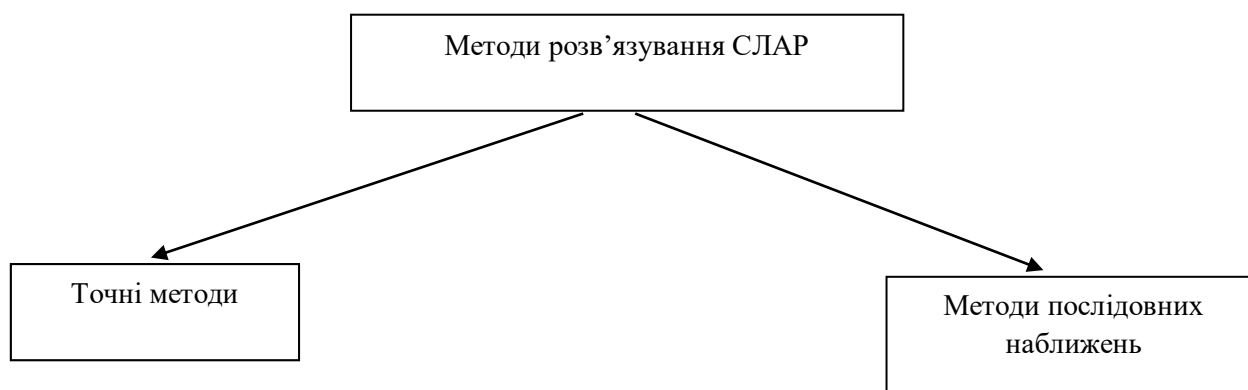 Методи розв’язування СЛАР
Точні методи
Методи послідовних
наближень